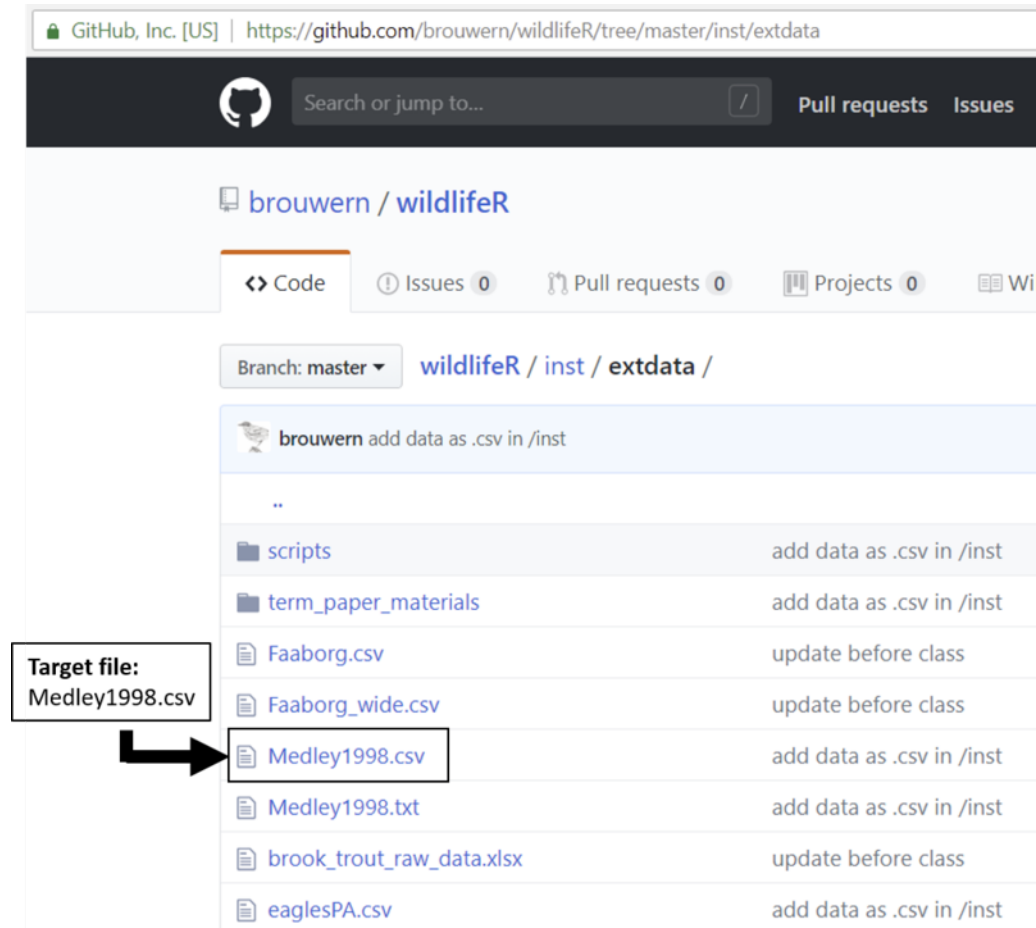 GitHub, Inc. [US] | https://github.com/brouwern/wildlifeR/tree/master/inst/extdata
Search or jump to... / Pull requests Issues
brouwern / wildlifeR
<> Code Issues 0 Pull requests 0 Projects 0 Wi
Branch: master wildlifeR / inst / extdata /
brouwern add data as .csv in /inst
..
scripts add data as .csv in /inst
term_paper_materials add data as .csv in /inst
Faaborg.csv update before class
Faaborg_wide.csv update before class
Target file:
Medley1998.csv
Medley1998.csv add data as .csv in /inst
Medley1998.txt add data as .csv in /inst
brook_trout_raw_data.xlsx update before class
eaglesPA.csv add data as .csv in /inst